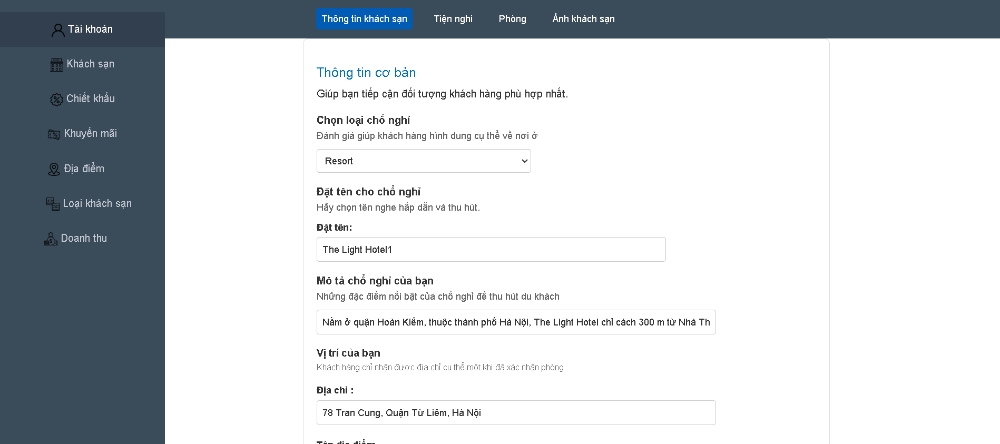 Thông tin khách sạn
Tiện nghi
Phòng
Ảnh khách sạn
Tài khoản
Khách sạn
Chiết khấu
Khuyến mãi
Địa điểm
Loại khách sạn
Doanh thu
Thông tin cơ bản
Giúp bạn tiếp cận đối tượng khách hàng phù hợp nhất.
Chọn loại chổ nghỉ
Đánh giá giúp khách hàng hình dung cụ thể về nơi ở
Resort
Đặt tên cho chổ nghỉ
Hãy chọn tên nghe hấp dẫn và thu hút.
Đặt tên:
The Light Hotel1
Mô tả chổ nghỉ của bạn
Những đặc điểm nổi bật của chổ nghỉ để thu hút du khách
Nằm ở quận Hoàn Kiếm, thuộc thành phố Hà Nội, The Light Hotel chỉ cách 300 m từ Nhà Th
Vị trí của bạn
Khách hàng chỉ nhận được địa chỉ cụ thể một khi đã xác nhận phòng
Địa chỉ :
78 Tran Cung, Quận Từ Liêm, Hà Nội
Tên địa điểm